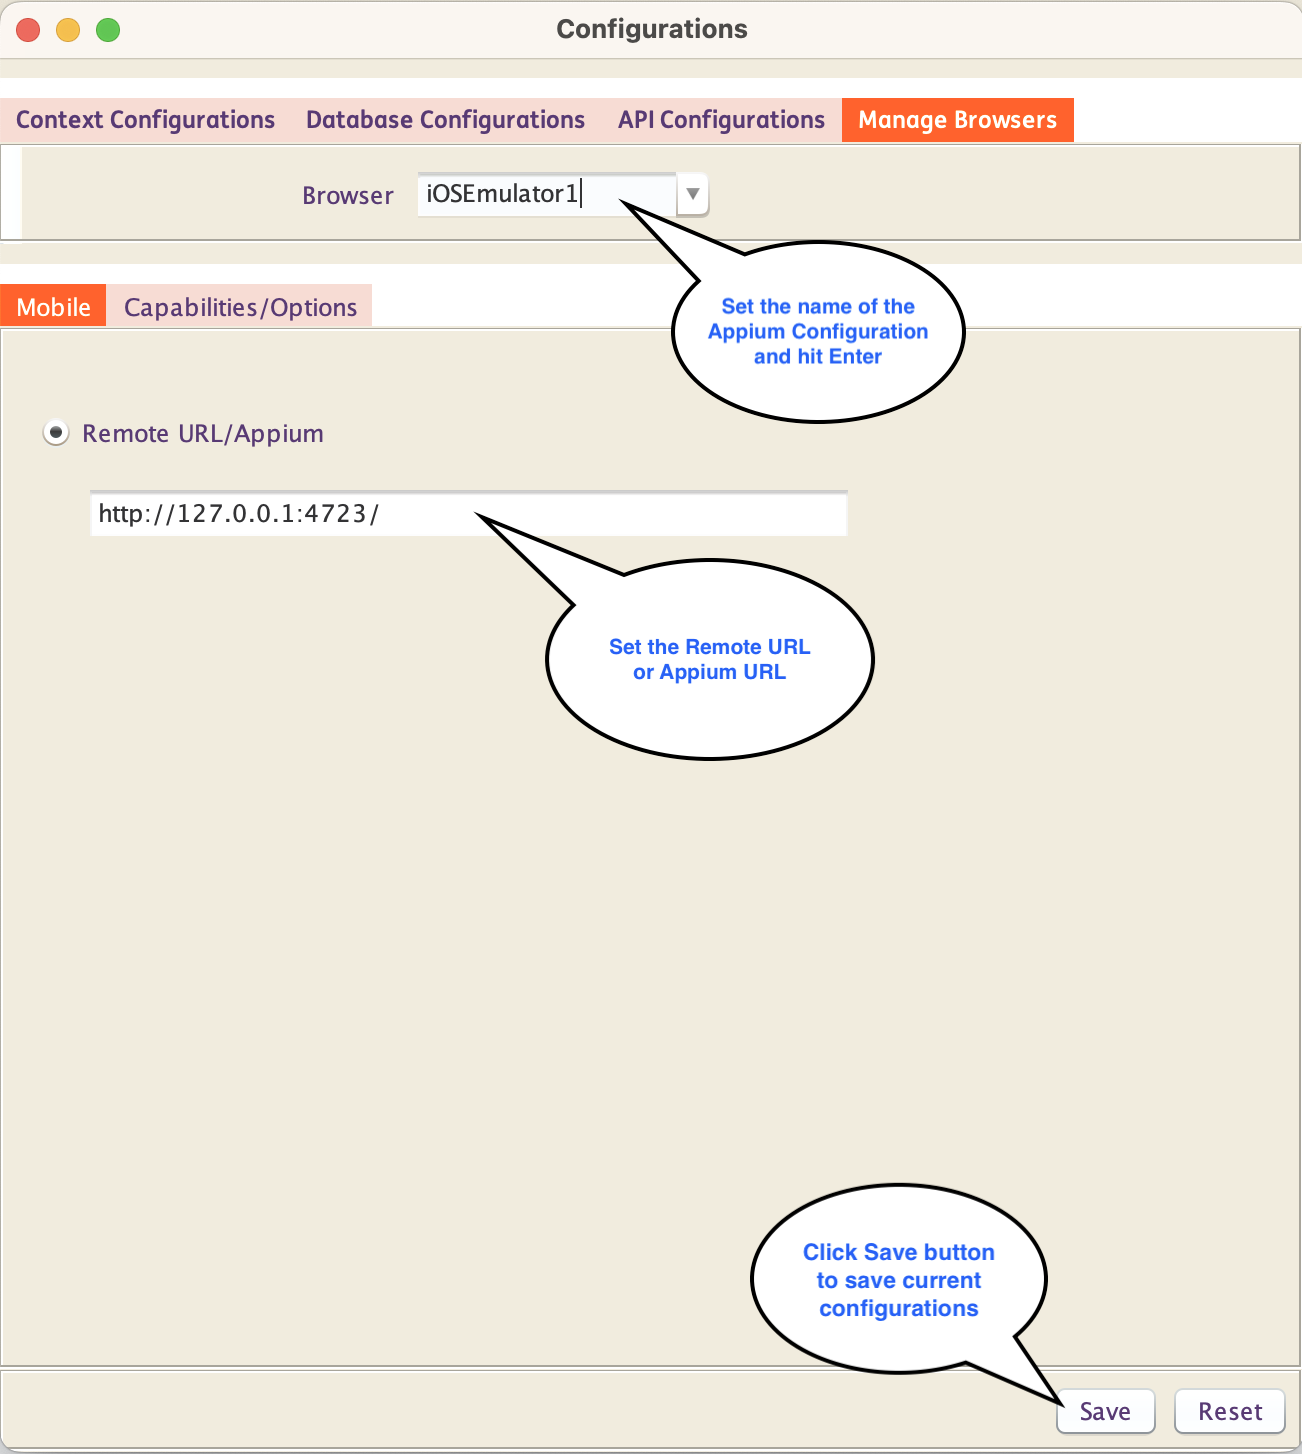 Configurations
Context Configurations Database Configurations API Configurations Manage Browsers
Browser iOSEmulator1
Set the name of the
Appium Configuration
and hit Enter
Mobile Capabilities/Options
Remote URL/Appium
http://127.0.0.1:4723/
Set the Remote URL
or Appium URL
Click Save button
to save current
configurations
Save Reset